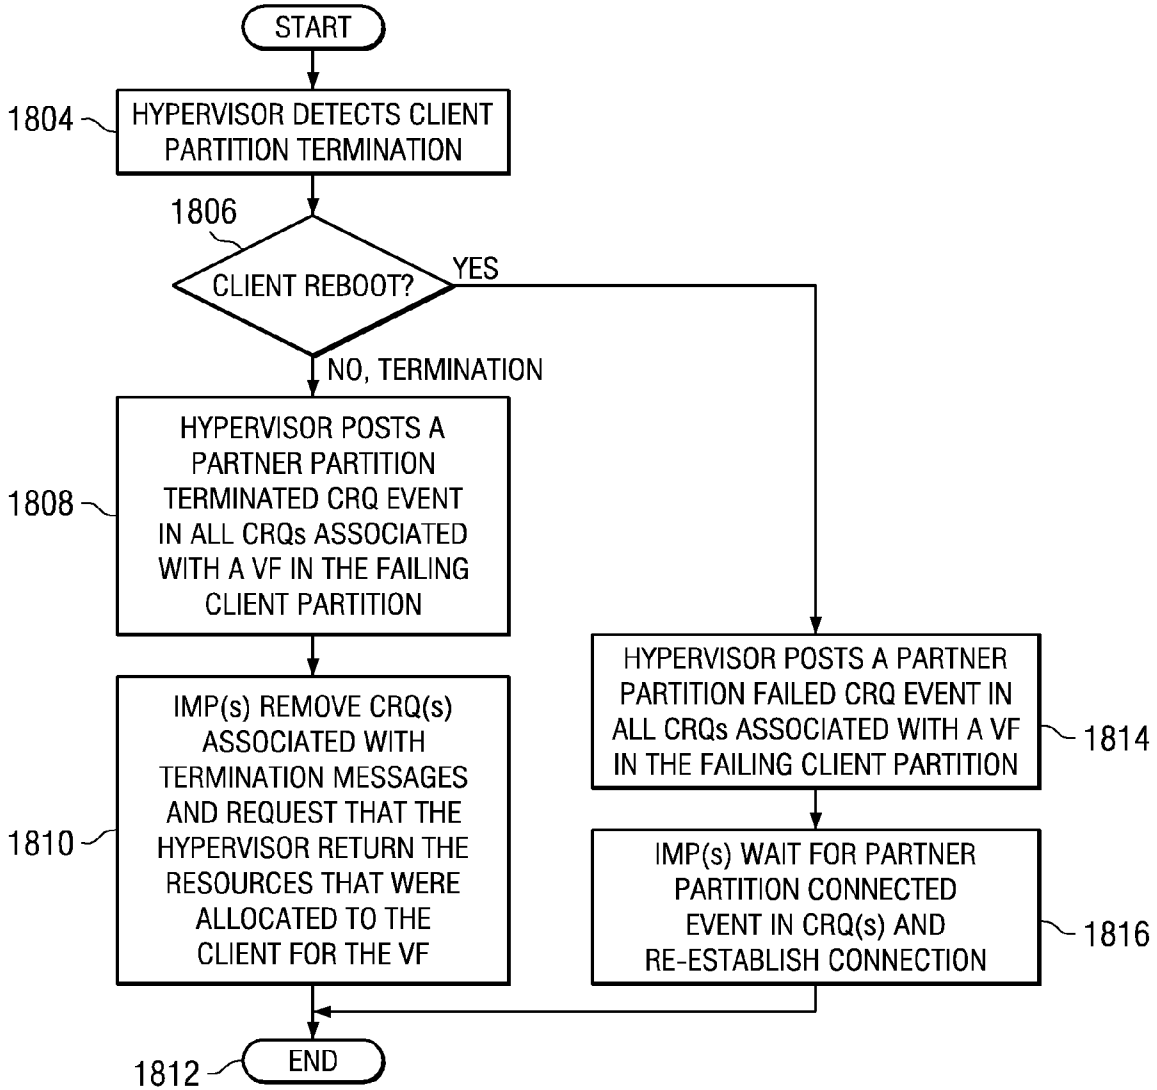 START
1804
HYPERVISOR DETECTS CLIENT
PARTITION TERMINATION
1806
CLIENT REBOOT?
YES
NO, TERMINATION
1808
HYPERVISOR POSTS A
PARTNER PARTITION
TERMINATED CRQ EVENT
IN ALL CRQs ASSOCIATED
WITH A VF IN THE FAILING
CLIENT PARTITION
1810
IMP(s) REMOVE CRQ(s)
ASSOCIATED WITH
TERMINATION MESSAGES
AND REQUEST THAT THE
HYPERVISOR RETURN THE
RESOURCES THAT WERE
ALLOCATED TO THE
CLIENT FOR THE VF
HYPERVISOR POSTS A PARTNER
PARTITION FAILED CRQ EVENT IN
ALL CRQs ASSOCIATED WITH A VF
IN THE FAILING CLIENT PARTITION
1814
IMP(s) WAIT FOR PARTNER
PARTITION CONNECTED
EVENT IN CRQ(s) AND
RE-ESTABLISH CONNECTION
1816
1812
END